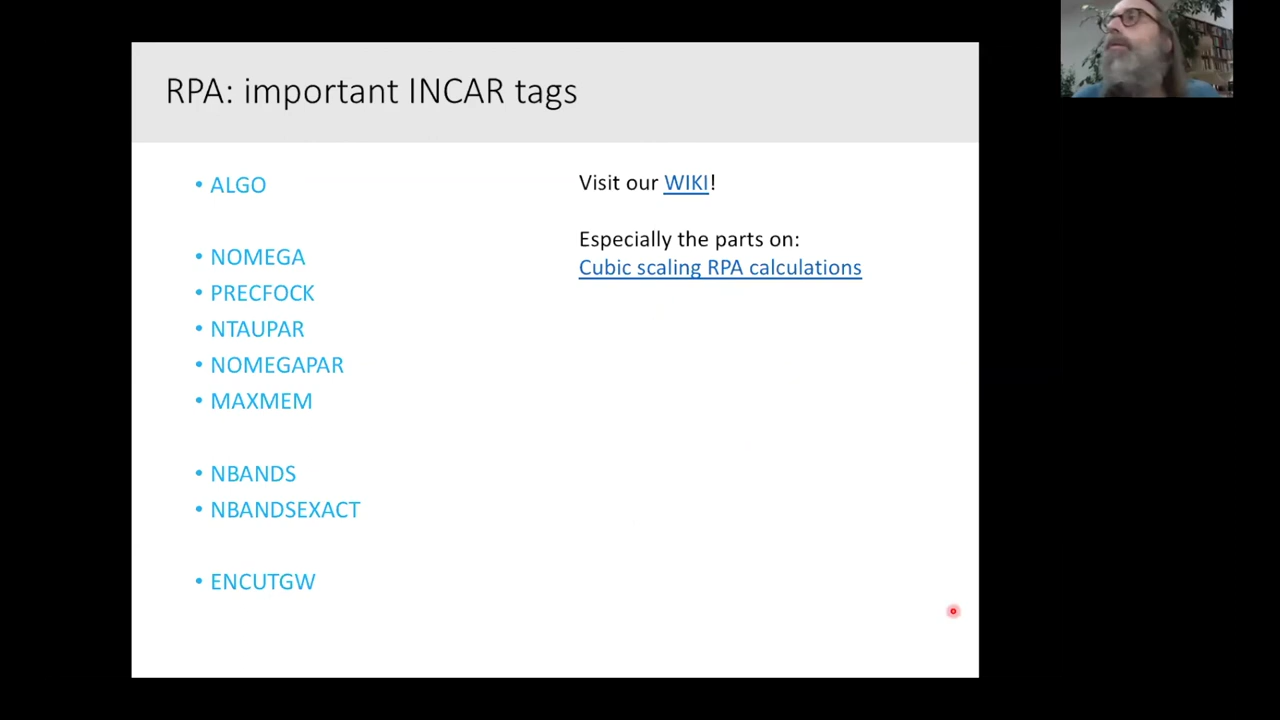 RPA: important INCAR tags
• ALGO
• NOMEGA
• PRECFOCK
• NTAUPAR
• NOMEGAPAR
• MAXMEM
• NBANDS
• NBANDSEXACT
• ENCUTGW
Visit our WIKI!
Especially the parts on:
Cubic scaling RPA calculations